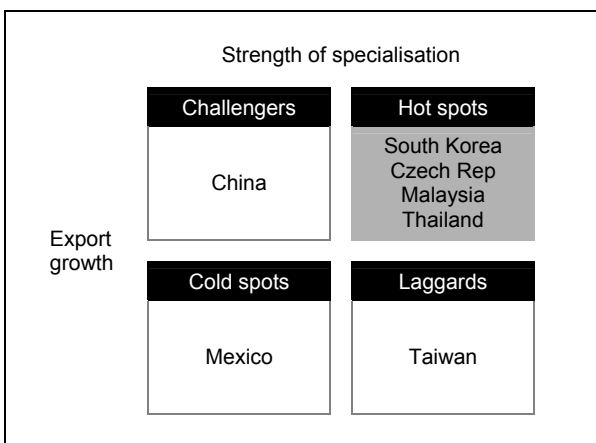 Strength of specialisation
Challengers
Hot spots
China
South Korea
Czech Rep
Malaysia
Thailand
Export
growth
Cold spots
Laggards
Mexico
Taiwan